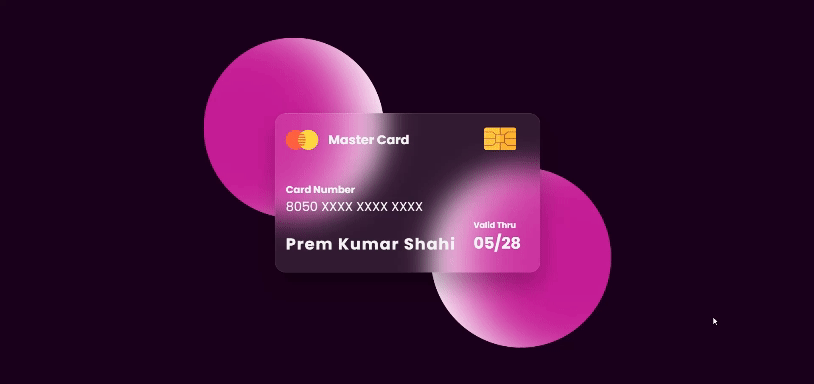 Master Card
Card Number
8050 XXXX XXXX XXXX
Valid Thru
Prem Kumar Shahi 05/28